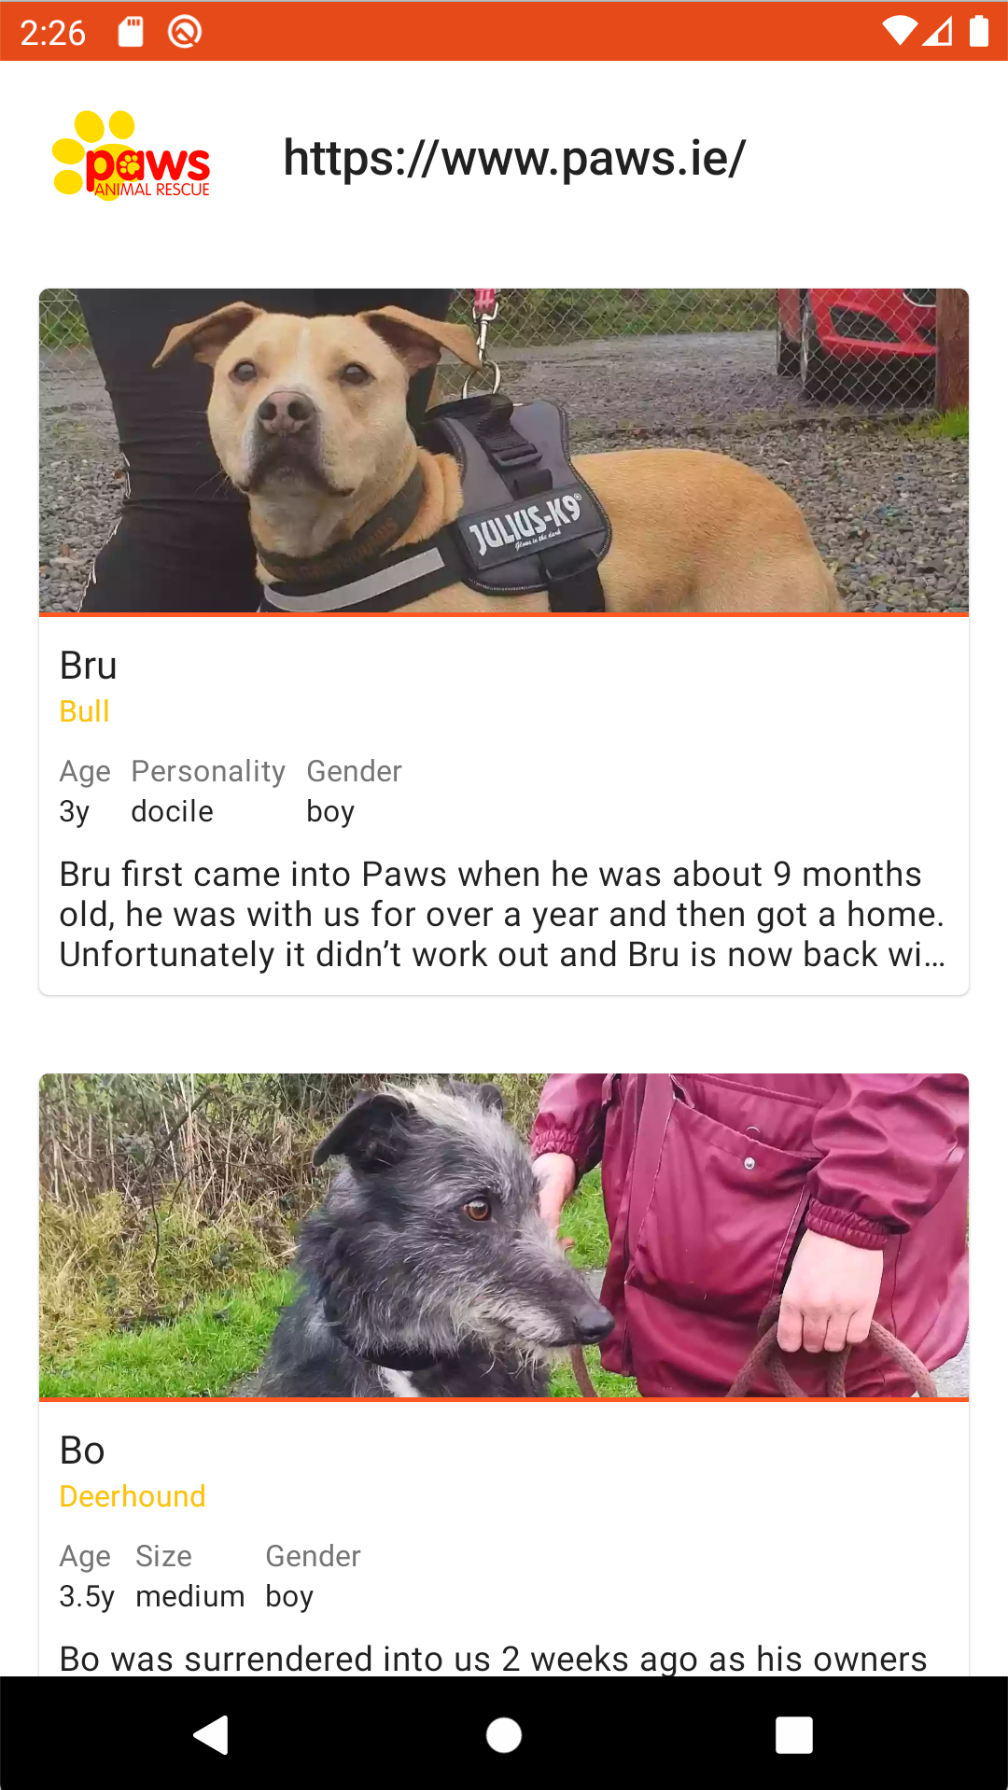 2:26
paws
ANIMAL RESCUE
https://www.paws.ie/
JULIUS-K9®
Bru
Bull
Age Personality Gender
3y docile boy
Bru first came into Paws when he was about 9 months
old, he was with us for over a year and then got a home.
Unfortunately it didn’t work out and Bru is now back wi…
Bo
Deerhound
Age Size Gender
3.5y medium boy
Bo was surrendered into us 2 weeks ago as his owners